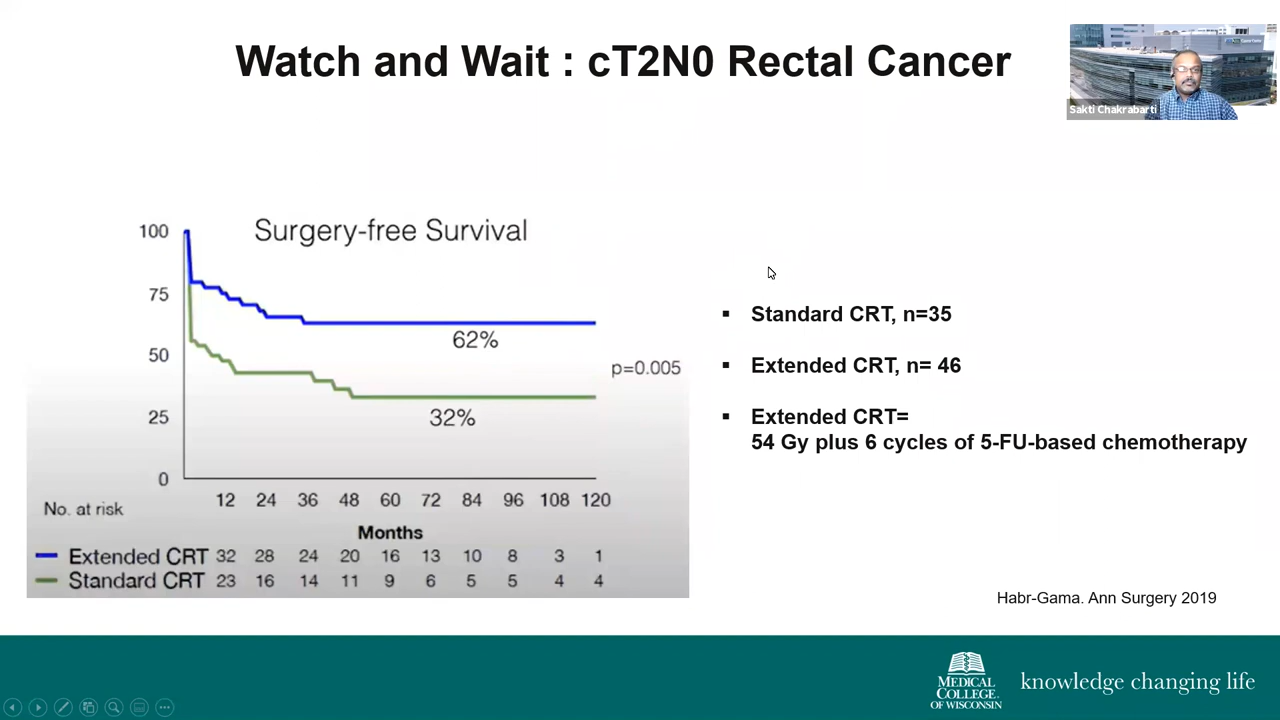 Watch and Wait : cT2N0 Rectal Cancer
Sakti Chakrabarti
Surgery-free Survival
100
75
50
25
0
62%
32%
p=0.005
12 24 36 48 60 72 84 96 108 120
No. at risk
Months
Extended CRT 32 28 24 20 16 13 10 8 3 1
Standard CRT 23 16 14 11 9 6 5 5 4 4
▪ Standard CRT, n=35
▪ Extended CRT, n= 46
▪ Extended CRT=
54 Gy plus 6 cycles of 5-FU-based chemotherapy
Habr-Gama. Ann Surgery 2019
MEDICAL
COLLEGE
OF WISCONSIN
knowledge changing life